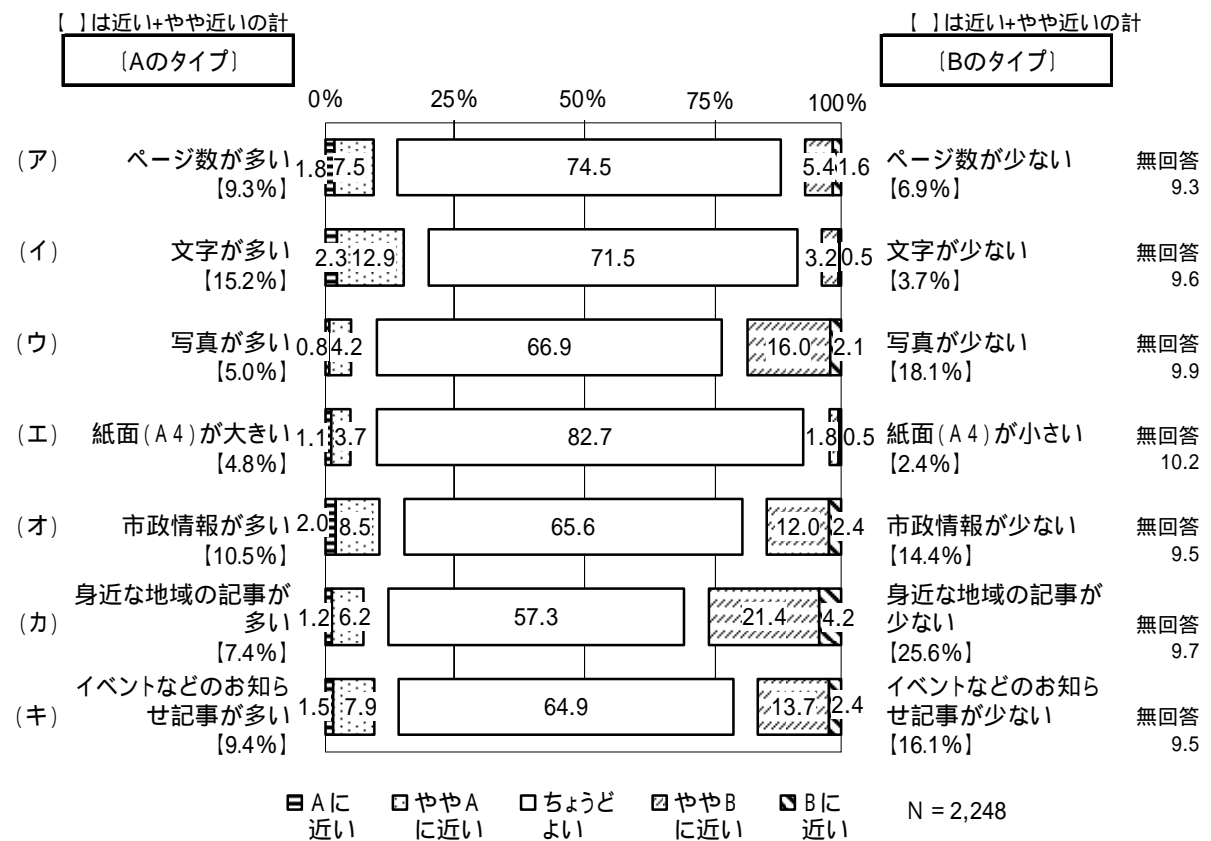 【 】は近い+やや近いの計
【 】は近い+やや近いの計
〔Aのタイプ〕
〔Bのタイプ〕
0% 25% 50% 75% 100%
(ア) ページ数が多い 1.8 7.5 74.5 5.4 1.6 ページ数が少ない 無回答
【9.3%】 【6.9%】 9.3
(イ) 文字が多い 2.3 12.9 71.5 3.2 0.5 文字が少ない 無回答
【15.2%】 【3.7%】 9.6
(ウ) 写真が多い 0.8 4.2 66.9 16.0 2.1 写真が少ない 無回答
【5.0%】 【18.1%】 9.9
(エ) 紙面(A4)が大きい 1.1 3.7 82.7 1.8 0.5 紙面(A4)が小さい 無回答
【4.8%】 【2.4%】 10.2
(オ) 市政情報が多い 2.0 8.5 65.6 12.0 2.4 市政情報が少ない 無回答
【10.5%】 【14.4%】 9.5
身近な地域の記事が 身近な地域の記事が
(カ) 多い 1.2 6.2 57.3 21.4 4.2 少ない 無回答
【7.4%】 【25.6%】 9.7
イベントなどのお知ら イベントなどのお知ら
(キ) せ記事が多い 1.5 7.9 64.9 13.7 2.4 せ記事が少ない 無回答
【9.4%】 【16.1%】 9.5
Aに ややA ちょうど ややB Bに
近い に近い よい に近い 近い
N = 2,248